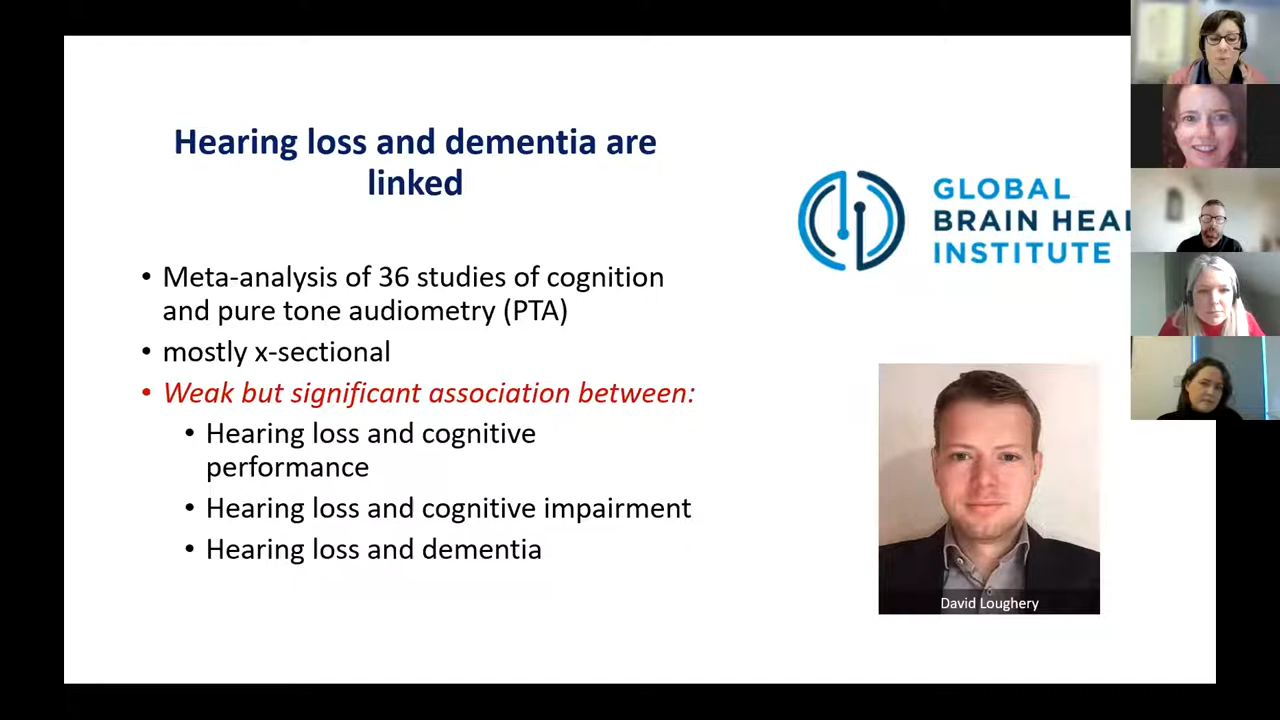 Hearing loss and dementia are
linked
• Meta-analysis of 36 studies of cognition
and pure tone audiometry (PTA)
• mostly x-sectional
• Weak but significant association between:
• Hearing loss and cognitive
performance
• Hearing loss and cognitive impairment
• Hearing loss and dementia
GLOBAL
BRAIN HEAL
INSTITUTE
David Loughery